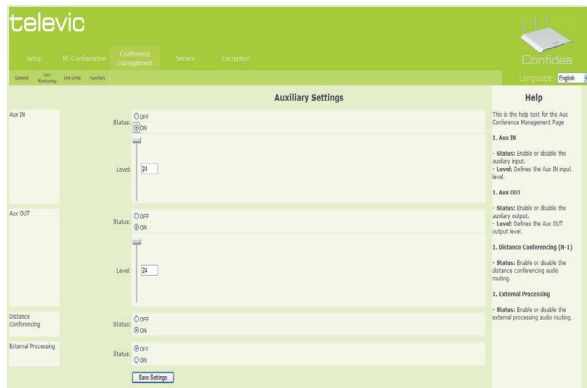 televic
Setup RF Configuration Conference management Service Encryption
Confidea
General Unit Monitoring Unit Units Auxiliary
Language: English
Auxiliary Settings
Help
Aux IN
Status: OFF
ON
Level: 24
Aux OUT
Status: OFF
ON
Level: 24
Distance Conferencing
Status: OFF
ON
External Processing
Status: OFF
ON
Save Settings
This is the help text for the Aux
Conference Management Page
1. Aux IN
- Status: Enable or disable the
auxilary input.
- Level: Defines the Aux IN input
level.
1. Aux OUT
- Status: Enable or disable the
auxilary output.
- Level: Defines the Aux OUT
output level.
1. Distance Conferencing (N-1)
- Status: Enable or disable the
distance conferencing audio
routing.
1. External Processing
- Status: Enable or disable the
external processing audio routing.